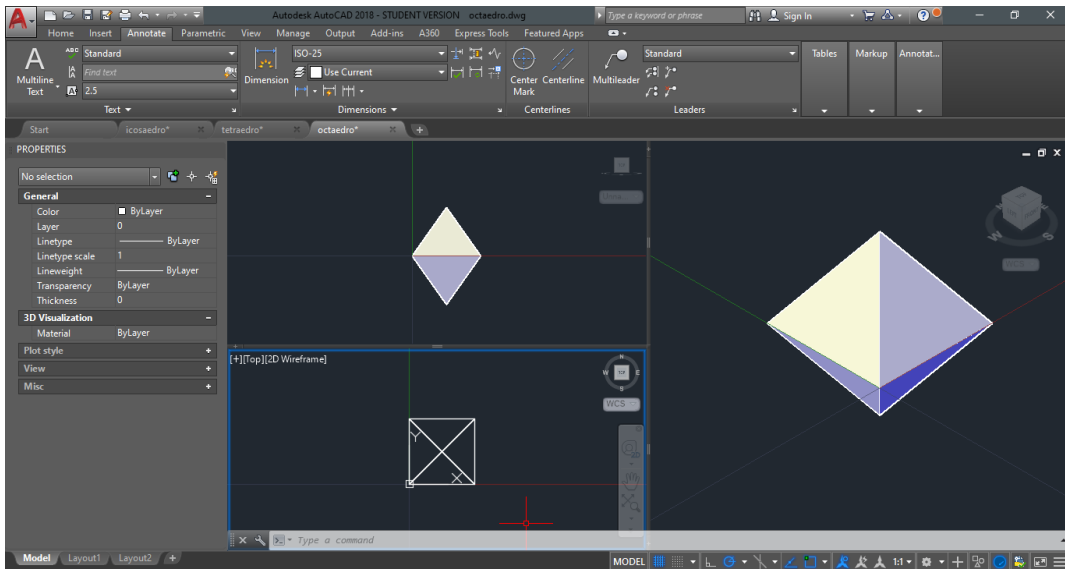 A
Autodesk AutoCAD 2018 - STUDENT VERSION octaedro.dwg
Type a keyword or phrase
Sign In
Home Insert Annotate Parametric View Manage Output Add-ins A360 Express Tools Featured Apps
A
Multiline
Text
ABC
Standard
Find text
2.5
Text
Dimension
ISO-25
Use Current
Dimensions
Center
Mark
Centerline
Centerlines
Multileader
Standard
Leaders
Tables
Markup
Annotat...
Start icosaedro* tetraedro* octaedro*
PROPERTIES
No selection
General
Color ByLayer
Layer 0
Linetype ByLayer
Linetype scale 1
Lineweight ByLayer
Transparency ByLayer
Thickness 0
3D Visualization
Material ByLayer
Plot style
View
Misc
TOP
[+][Top][2D Wireframe]
N
W TOP E
S
WCS
Y
X
W S
WCS
Type a command
Model Layout1 Layout2 +
MODEL 1:1